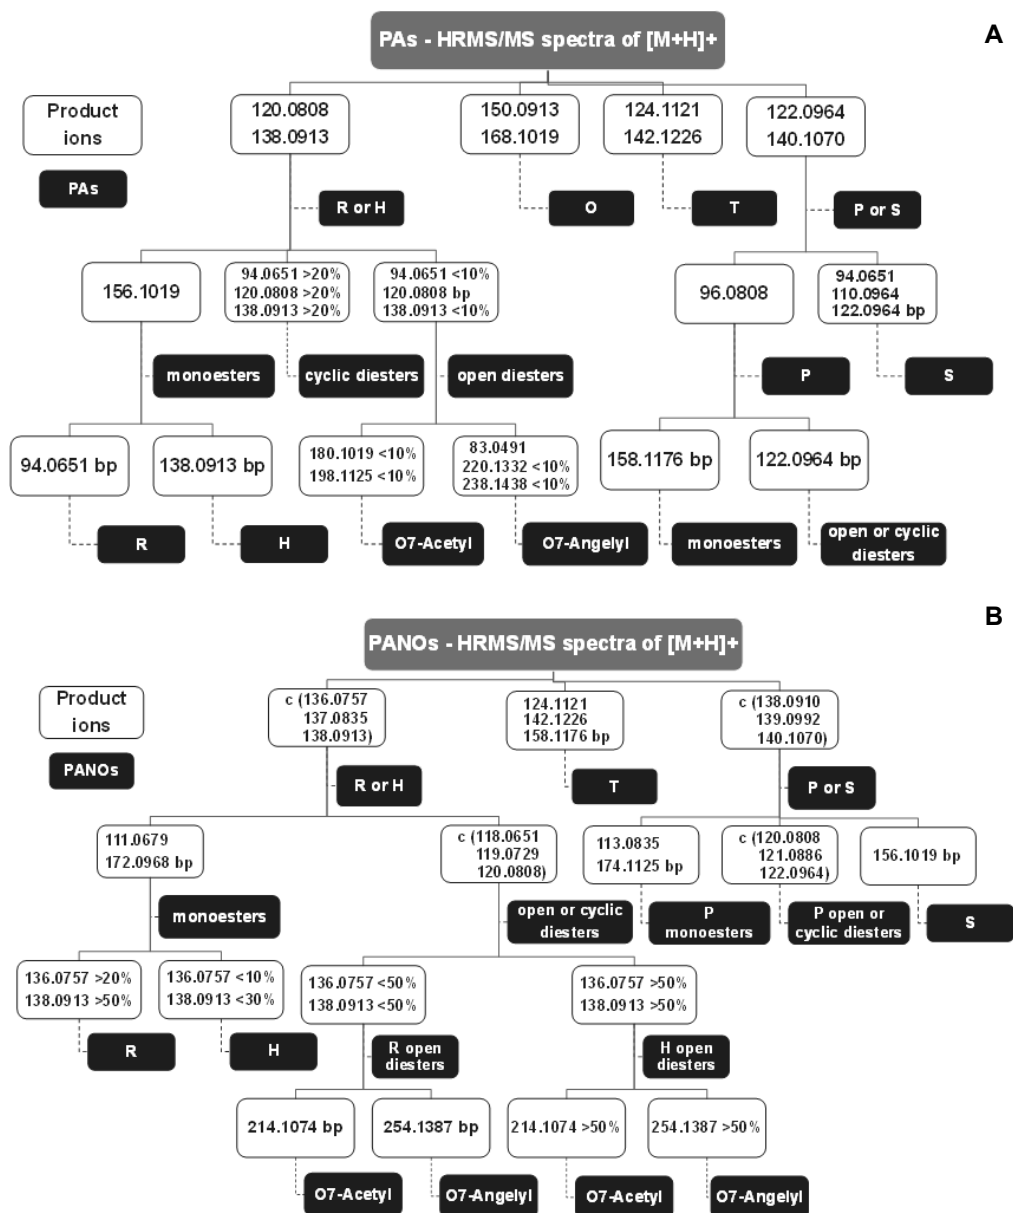 A
PAs - HRMS/MS spectra of [M+H]+
Product
ions
PAs
120.0808
138.0913
150.0913
168.1019
124.1121
142.1226
122.0964
140.1070
R or H
O
T
P or S
156.1019
94.0651 >20%
120.0808 >20%
138.0913 >20%
94.0651 <10%
120.0808 bp
138.0913 <10%
96.0808
94.0651
110.0964
122.0964 bp
monoesters
cyclic diesters
open diesters
P
S
94.0651 bp
138.0913 bp
180.1019 <10%
198.1125 <10%
83.0491
220.1332 <10%
238.1438 <10%
158.1176 bp
122.0964 bp
R
H
O7-Acetyl
O7-Angelyl
monoesters
open or cyclic
diesters
B
PANOs - HRMS/MS spectra of [M+H]+
Product
ions
PANOs
c (136.0757
137.0835
138.0913)
124.1121
142.1226
158.1176 bp
c (138.0910
139.0992
140.1070)
R or H
T
P or S
111.0679
172.0968 bp
c (118.0651
119.0729
120.0808)
113.0835
174.1125 bp
c (120.0808
121.0886
122.0964)
156.1019 bp
monoesters
open or cyclic
diesters
P
monoesters
P open or
cyclic diesters
S
136.0757 >20%
138.0913 >50%
136.0757 <10%
138.0913 <30%
136.0757 <50%
138.0913 <50%
136.0757 >50%
138.0913 >50%
R
H
R open
diesters
H open
diesters
214.1074 bp
254.1387 bp
214.1074 >50%
254.1387 >50%
O7-Acetyl
O7-Angelyl
O7-Acetyl
O7-Angelyl